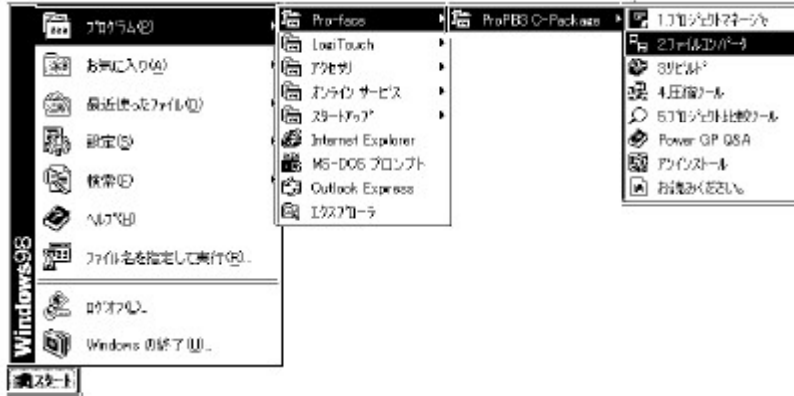 プログラム(P)
お気に入り(A)
最近使ったファイル(D)
設定(S)
検索(F)
ヘルプ(H)
ファイル名を指定して実行(R)...
ログオフ(L)...
Windows の終了(U)...
Windows98
スタート
Pro-face
LogiTouch
アクセサリ
オンライン サービス
スタートアップ
Internet Explorer
MS-DOS プロンプト
Outlook Express
エクスプローラ
ProPB3 C-Package
1.プロジェクトマネージャ
2.ファイルコンバータ
3.リビルド
4.圧縮ツール
5.プロジェクト比較ツール
Power GP Q&A
アンインストール
お読みください。